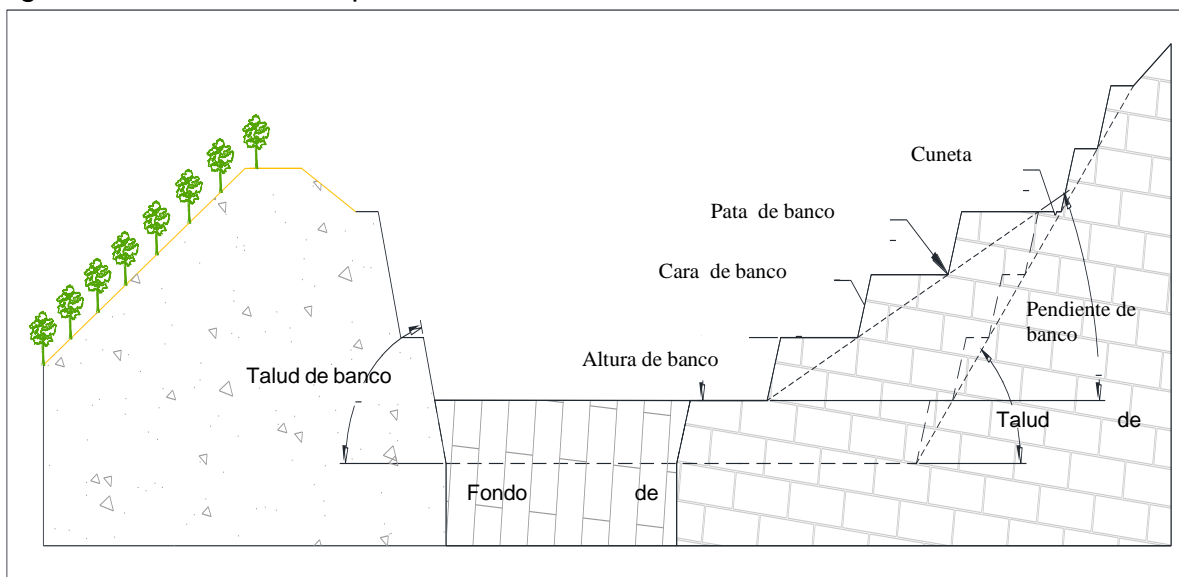 Cuneta
Pata de banco
Cara de banco
Pendiente de
banco
Altura de banco
Talud de banco
Talud de
Fondo de